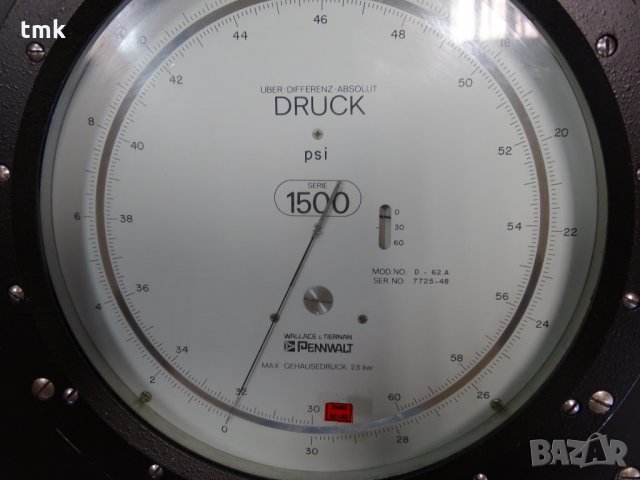 tmk
UBER-DIFFERENZ-ABSOLUT
DRUCK
psi
SERIE
1500
0
30
60
MOD.NO: D - 62 A
SER NO: 7725-48
WALLACE & TIERNAN
PENNWALT
MAX GEHÄUSEDRUCK 2,5 bar
0
2
6
8
20
22
24
26
28
30
30
32
34
36
38
40
42
44
46
48
50
52
54
56
58
60
BAZAR